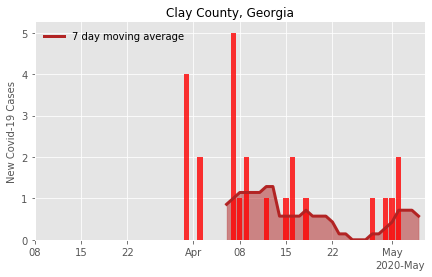 Clay County, Georgia
7 day moving average
New Covid-19 Cases
5
4
3
2
1
0
08 15 22 Apr 08 15 22 May
2020-May